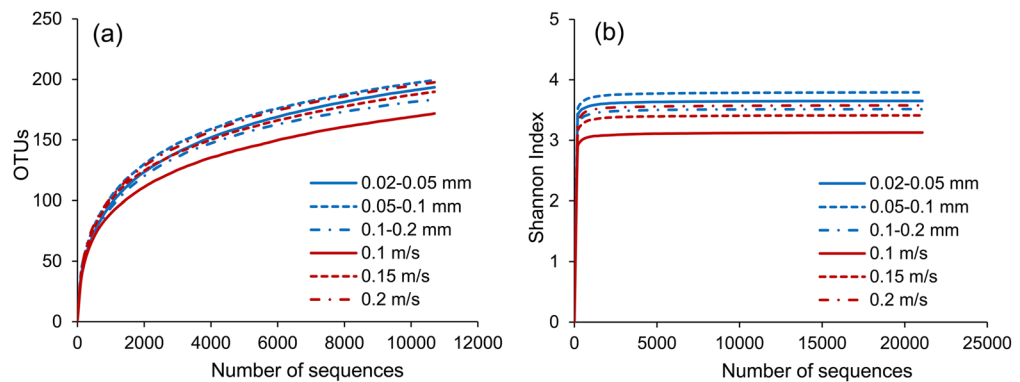 (a)
250
200
150
100
50
0
OTUs
0 2000 4000 6000 8000 10000 12000
Number of sequences
0.02-0.05 mm
0.05-0.1 mm
0.1-0.2 mm
0.1 m/s
0.15 m/s
0.2 m/s
(b)
5
4
3
2
1
0
Shannon Index
0 5000 10000 15000 20000 25000
Number of sequences
0.02-0.05 mm
0.05-0.1 mm
0.1-0.2 mm
0.1 m/s
0.15 m/s
0.2 m/s